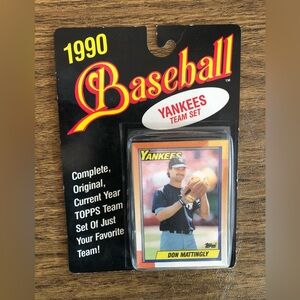 1990
Baseball
TM
YANKEES
TEAM SET
Complete,
Original,
Current Year
TOPPS Team
Set Of Just
Your Favorite
Team!
YANKEES
Topps
DON MATTINGLY